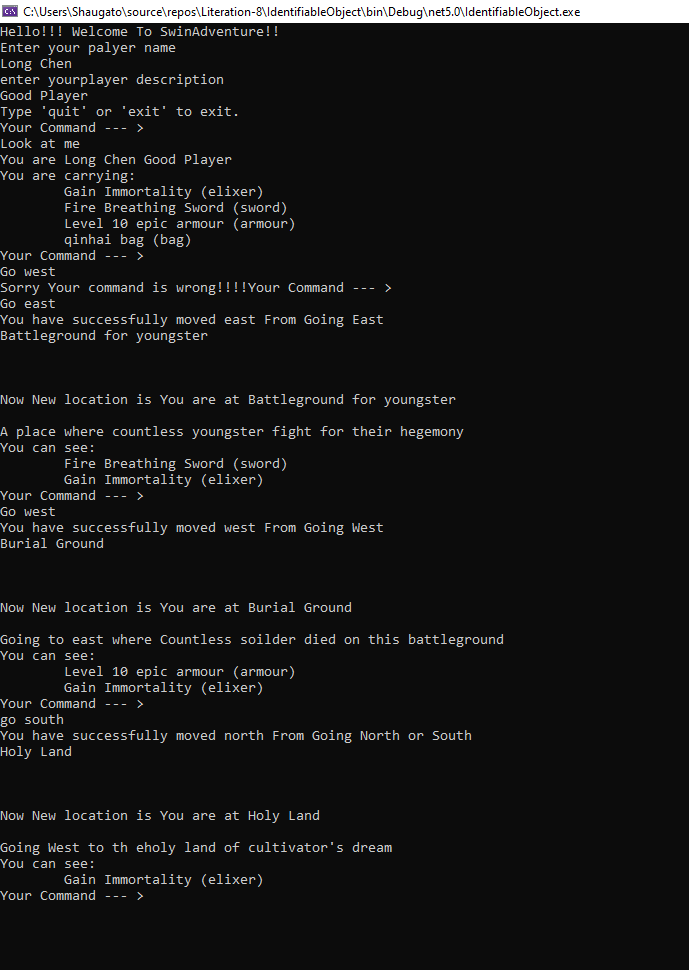 C:\Users\Shaugato\source\repos\Literation-8\IdentifiableObject\bin\Debug\net5.0\IdentifiableObject.exe
Hello!!! Welcome To SwinAdventure!!
Enter your palyer name
Long Chen
enter yourplayer description
Good Player
Type 'quit' or 'exit' to exit.
Your Command --- >
Look at me
You are Long Chen Good Player
You are carrying:
Gain Immortality (elixer)
Fire Breathing Sword (sword)
Level 10 epic armour (armour)
qinhai bag (bag)
Your Command --- >
Go west
Sorry Your command is wrong!!!!Your Command --- >
Go east
You have successfully moved east From Going East
Battleground for youngster
Now New location is You are at Battleground for youngster
A place where countless youngster fight for their hegemony
You can see:
Fire Breathing Sword (sword)
Gain Immortality (elixer)
Your Command --- >
Go west
You have successfully moved west From Going West
Burial Ground
Now New location is You are at Burial Ground
Going to east where Countless soilder died on this battleground
You can see:
Level 10 epic armour (armour)
Gain Immortality (elixer)
Your Command --- >
go south
You have successfully moved north From Going North or South
Holy Land
Now New location is You are at Holy Land
Going West to th eholy land of cultivator's dream
You can see:
Gain Immortality (elixer)
Your Command --- >